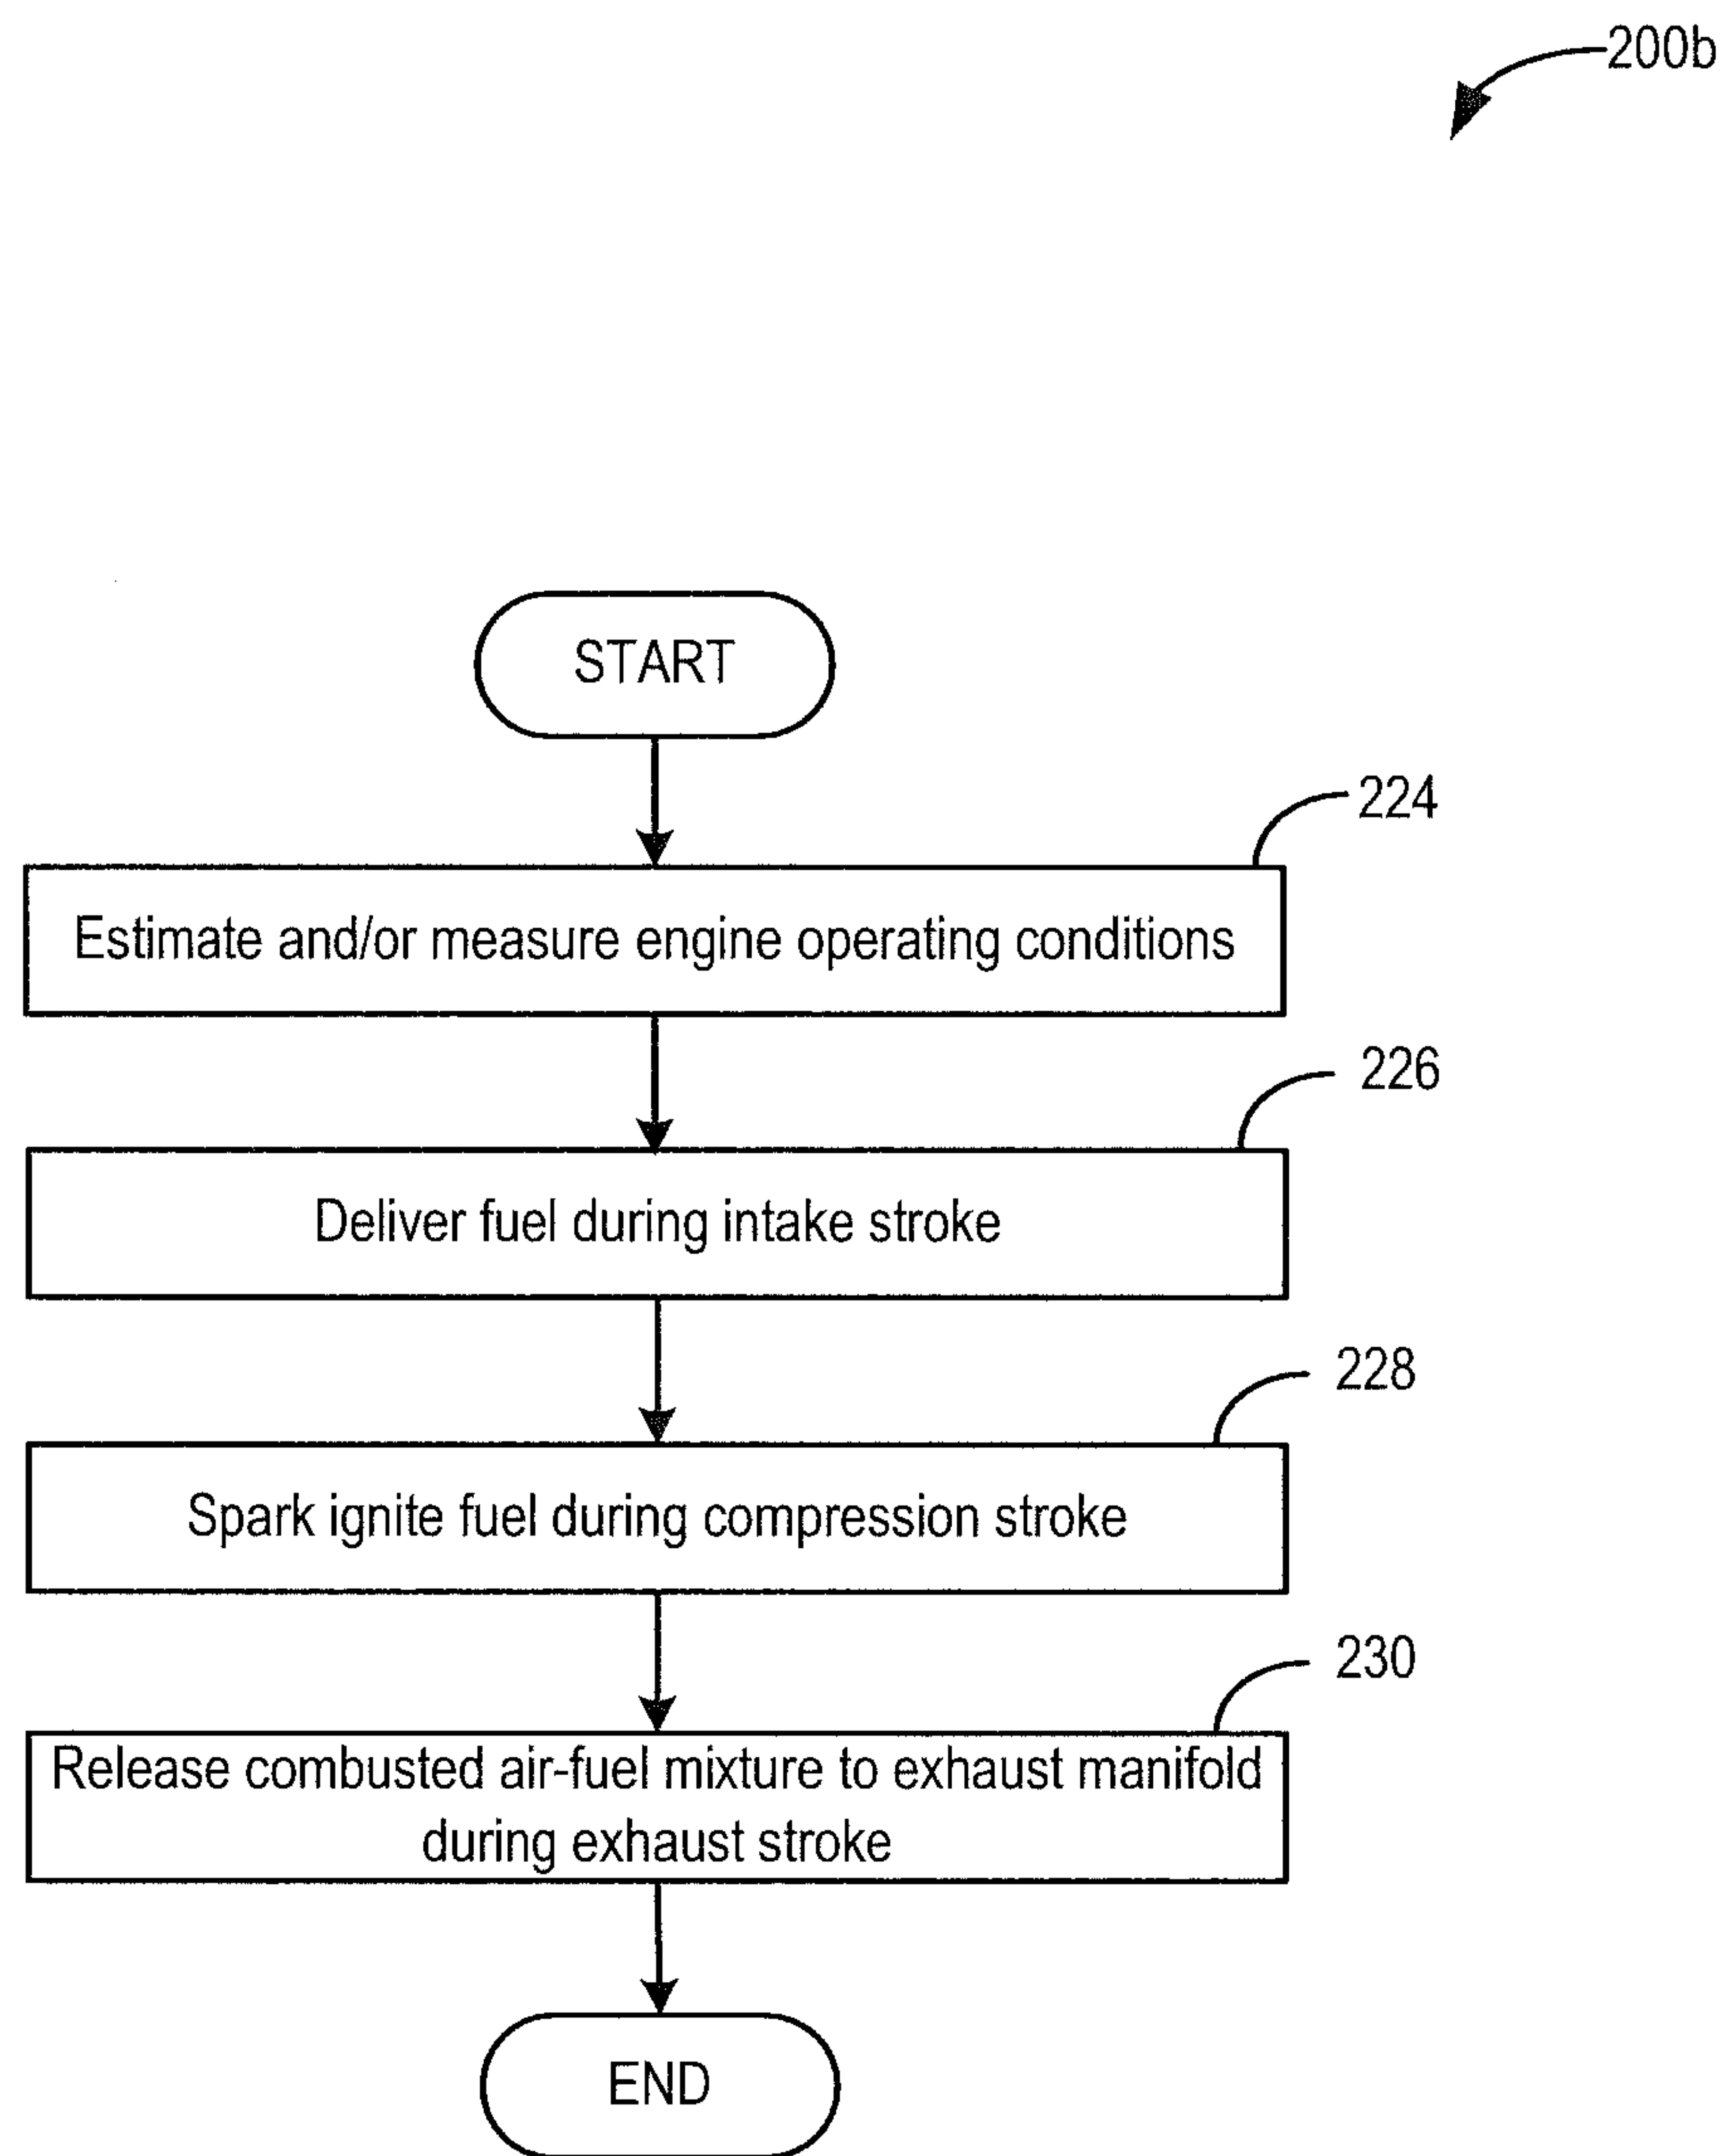 200b
START
224
Estimate and/or measure engine operating conditions
226
Deliver fuel during intake stroke
228
Spark ignite fuel during compression stroke
230
Release combusted air-fuel mixture to exhaust manifold
during exhaust stroke
END